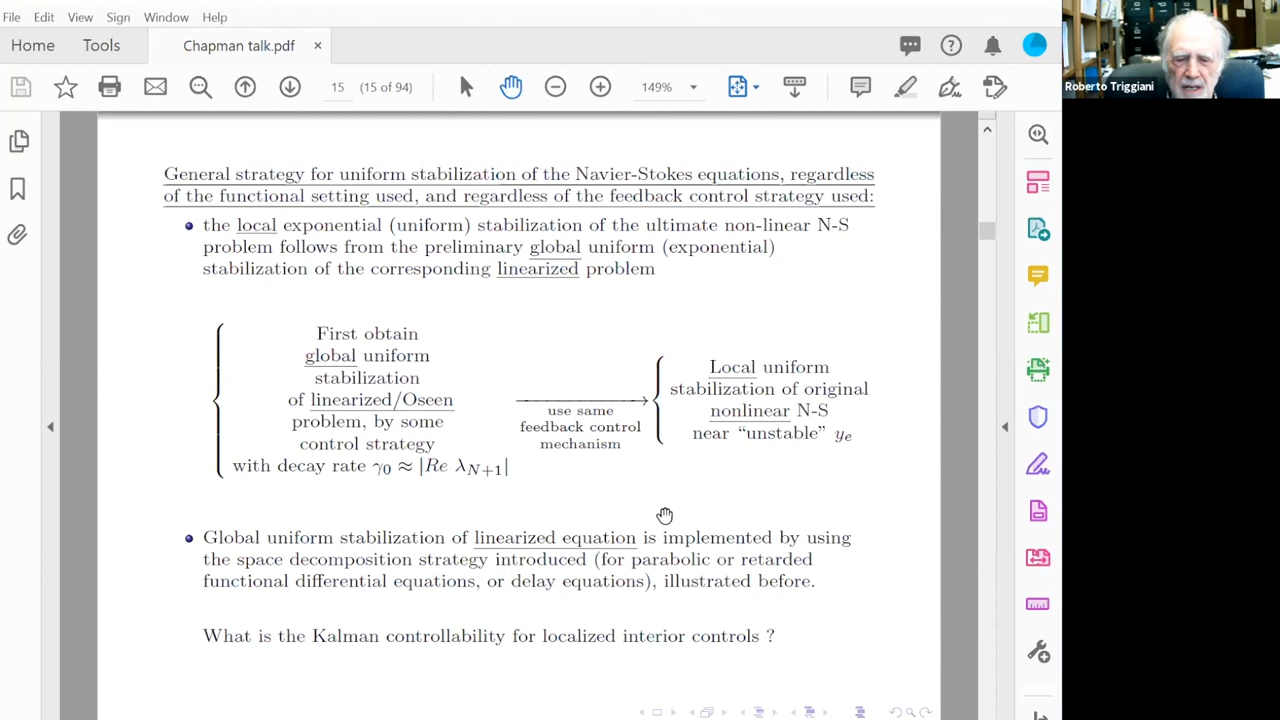 File Edit View Sign Window Help
Home Tools Chapman talk.pdf ×
15 (15 of 94) 149%
Roberto Triggiani
General strategy for uniform stabilization of the Navier-Stokes equations, regardless
of the functional setting used, and regardless of the feedback control strategy used:
the local exponential (uniform) stabilization of the ultimate non-linear N-S
problem follows from the preliminary global uniform (exponential)
stabilization of the corresponding linearized problem
First obtain
global uniform
stabilization
of linearized/Oseen
problem, by some
control strategy
with decay rate γ₀ ≈ |Re λ_{N+1}|
use same
feedback control
mechanism
Local uniform
stabilization of original
nonlinear N-S
near “unstable” yₑ
Global uniform stabilization of linearized equation is implemented by using
the space decomposition strategy introduced (for parabolic or retarded
functional differential equations, or delay equations), illustrated before.
What is the Kalman controllability for localized interior controls ?